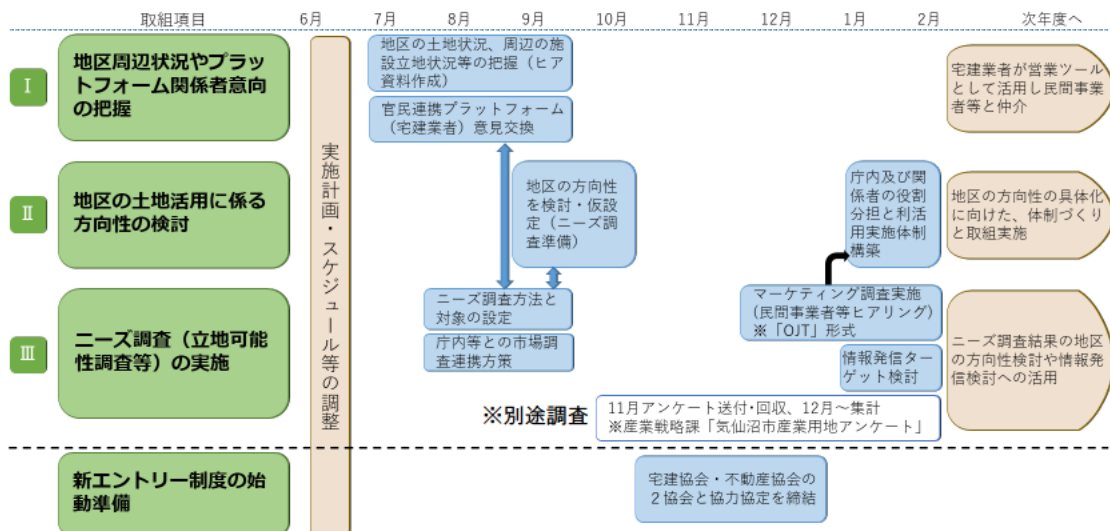 取組項目
6月
7月
8月
9月
10月
11月
12月
1月
2月
次年度へ
Ⅰ
地区周辺状況やプラッ
トフォーム関係者意向
の把握
実施計画・スケジュール等の調整
地区の土地状況、周辺の施
設立地状況等の把握（ヒア
資料作成）
官民連携プラットフォーム
（宅建業者）意見交換
宅建業者が営業ツール
として活用し民間事業
者等と仲介
Ⅱ
地区の土地活用に係る
方向性の検討
地区の方向性
を検討・仮設
定（ニーズ調
査準備）
庁内及び関
係者の役割
分担と利活
用実施体制
構築
地区の方向性の具体化
に向けた、体制づくり
と取組実施
Ⅲ
ニーズ調査（立地可能
性調査等）の実施
ニーズ調査方法と
対象の設定
庁内等との市場調
査連携方策
マーケティング調査実施
(民間事業者等ヒアリング)
※「OJT」形式
情報発信ター
ゲット検討
ニーズ調査結果の地区
の方向性検討や情報発
信検討への活用
※別途調査
11月アンケート送付・回収、12月～集計
※産業戦略課「気仙沼市産業用地アンケート」
新エントリー制度の始
動準備
宅建協会・不動産協会の
２協会と協力協定を締結